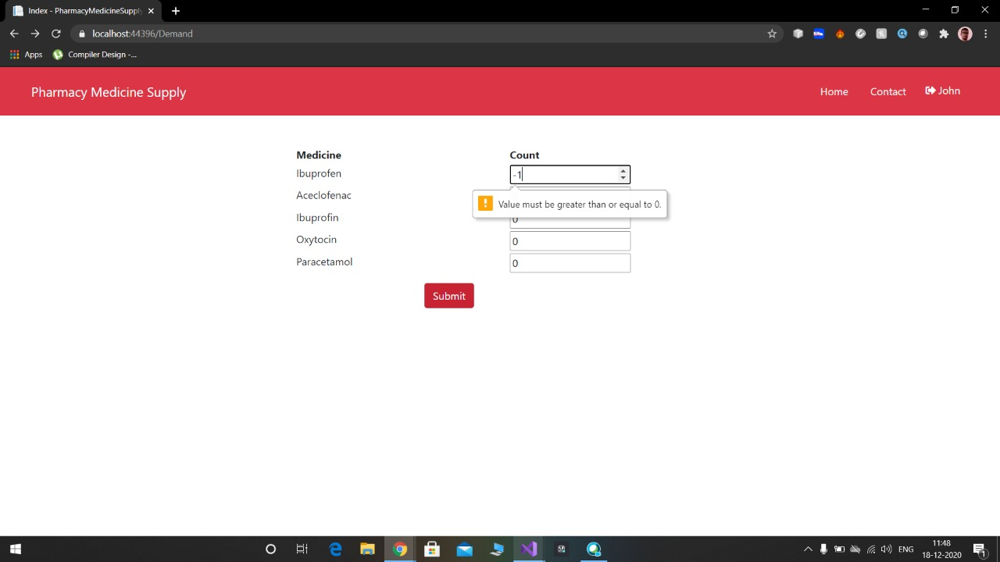 Index - PharmacyMedicineSupply
localhost:44396/Demand
Apps Compiler Design -...
Pharmacy Medicine Supply Home Contact John
Medicine Count
Ibuprofen -1
Aceclofenac
Value must be greater than or equal to 0.
Ibuprofin 0
Oxytocin 0
Paracetamol 0
Submit
11:48
ENG
18-12-2020
1